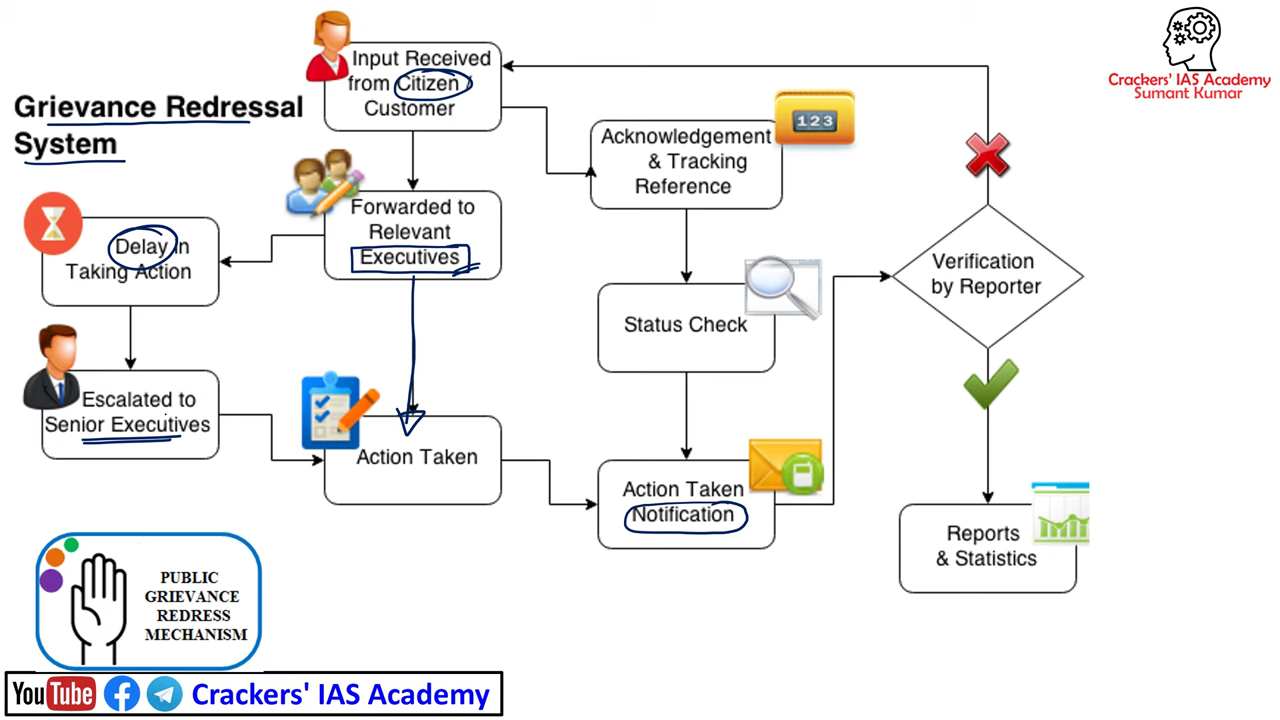 Grievance Redressal
System
Input Received
from Citizen /
Customer
Acknowledgement
& Tracking
Reference
123
Forwarded to
Relevant
Executives
Delay in
Taking Action
Escalated to
Senior Executives
Action Taken
Status Check
Action Taken
Notification
Verification
by Reporter
Reports
& Statistics
Crackers' IAS Academy
Sumant Kumar
PUBLIC
GRIEVANCE
REDRESS
MECHANISM
YouTube f Crackers' IAS Academy